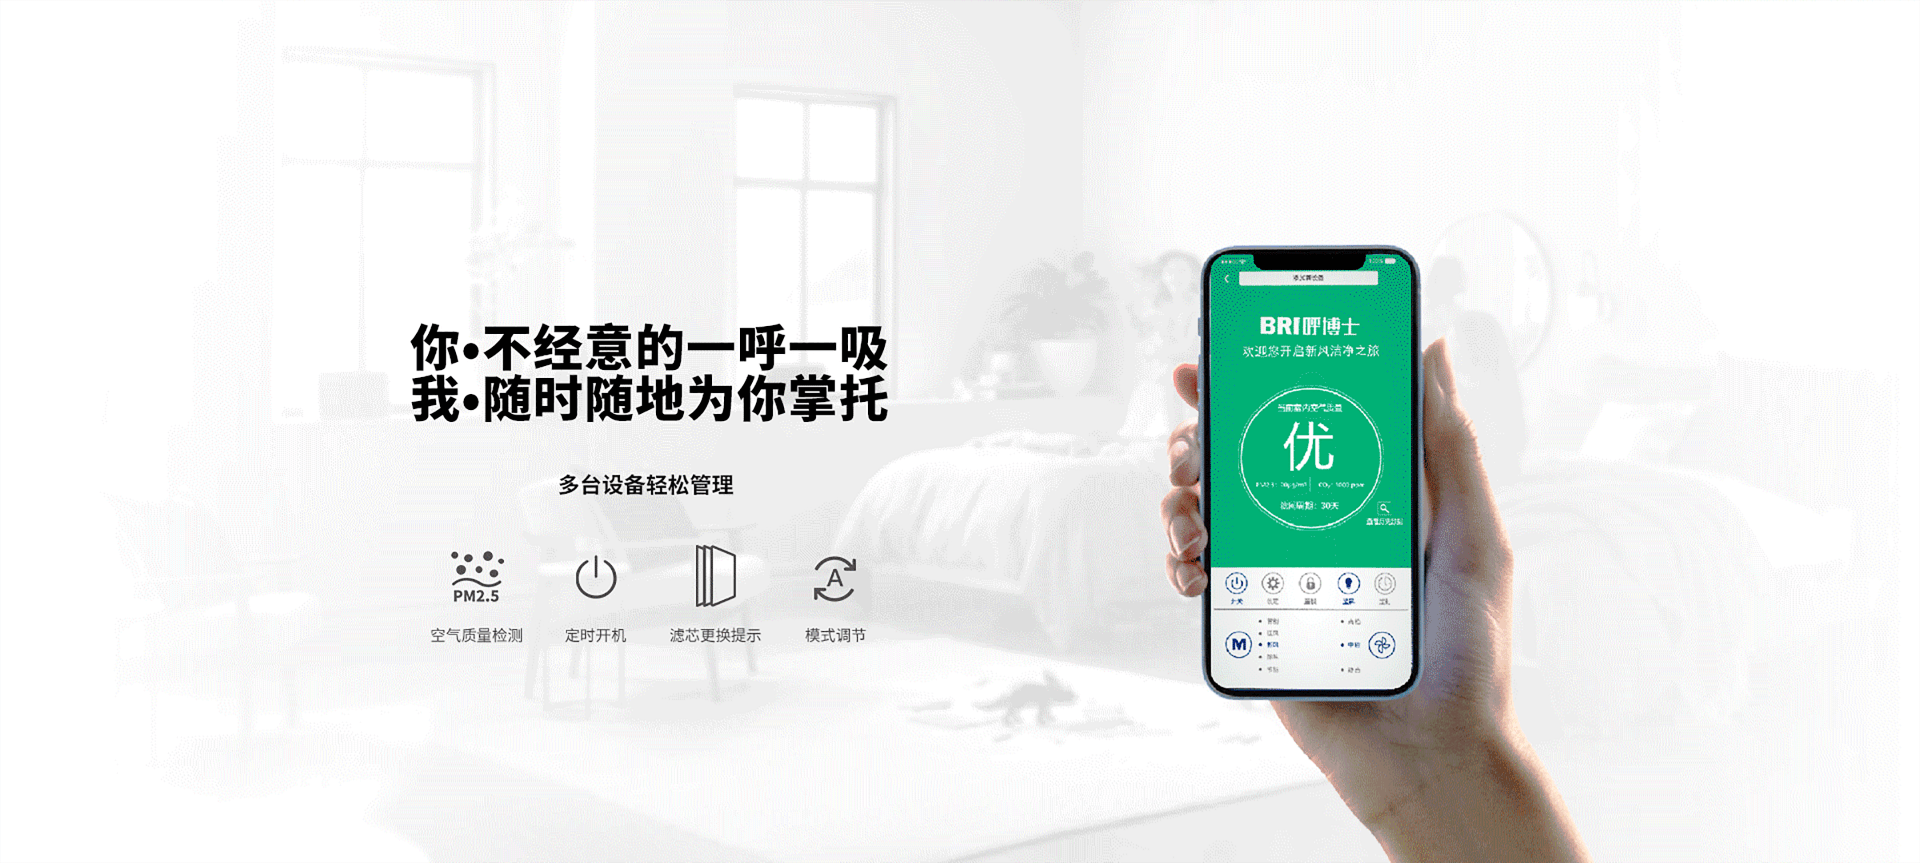 你•不经意的一呼一吸
我•随时随地为你掌托
多台设备轻松管理
PM2.5
A
空气质量检测
定时开机
滤芯更换提示
模式调节
BRI呼博士
欢迎您开启新风洁净之旅
当前室内空气质量
优
30天
M